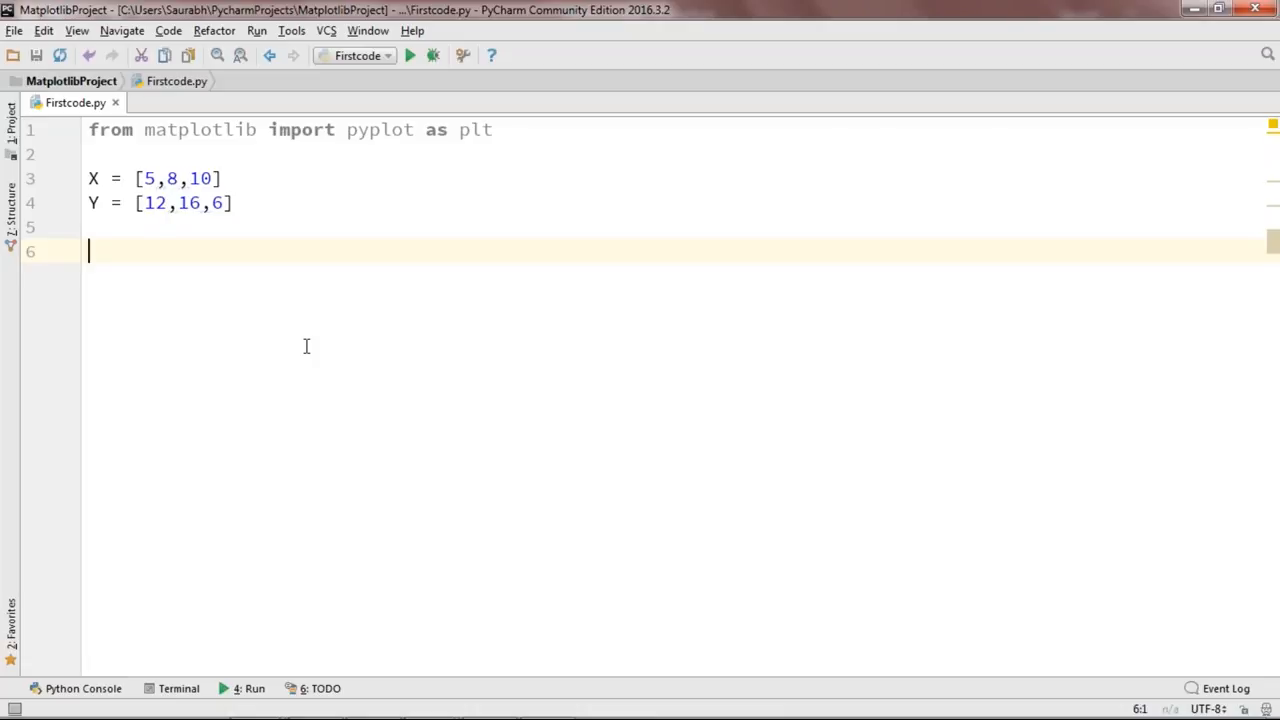 MatplotlibProject - [C:\Users\Saurabh\PycharmProjects\MatplotlibProject] - ...\Firstcode.py - PyCharm Community Edition 2016.3.2
File Edit View Navigate Code Refactor Run Tools VCS Window Help
Firstcode
MatplotlibProject Firstcode.py
Firstcode.py
1: Project
7: Structure
2: Favorites
1 from matplotlib import pyplot as plt
2
3 X = [5,8,10]
4 Y = [12,16,6]
5
6
Python Console Terminal 4: Run 6: TODO Event Log
6:1 n/a UTF-8